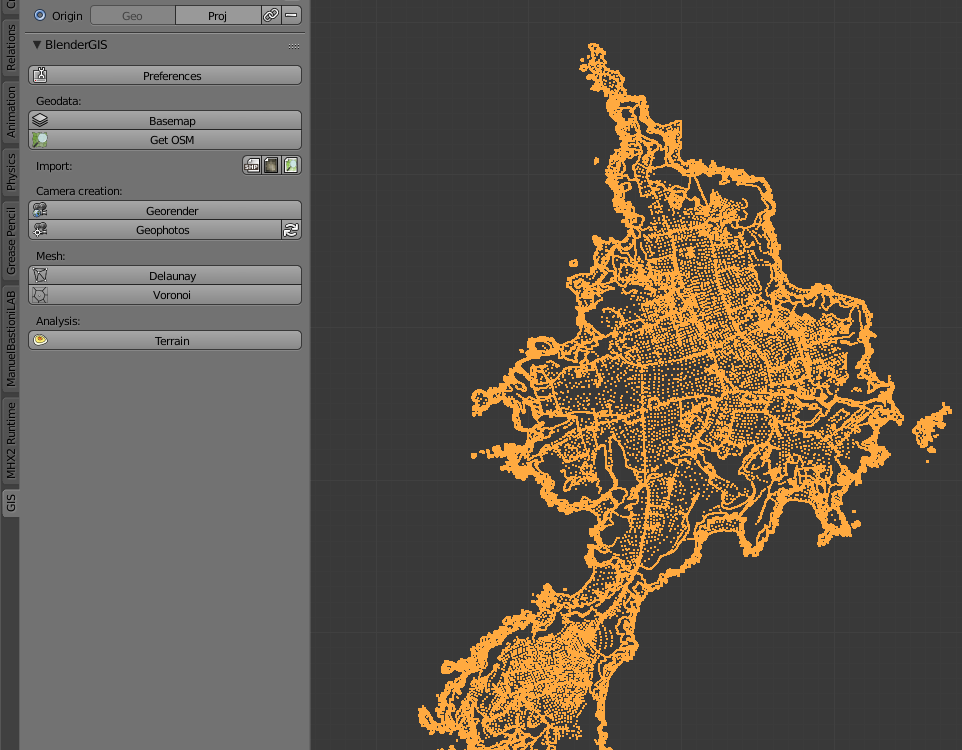 Origin Geo Proj
BlenderGIS
Preferences
Geodata:
Basemap
Get OSM
Import:
SHP
Camera creation:
Georender
Geophotos
Mesh:
Delaunay
Voronoi
Analysis:
Terrain
Relations
Animation
Physics
Grease Pencil
ManuelBastioniLAB
MHX2 Runtime
GIS